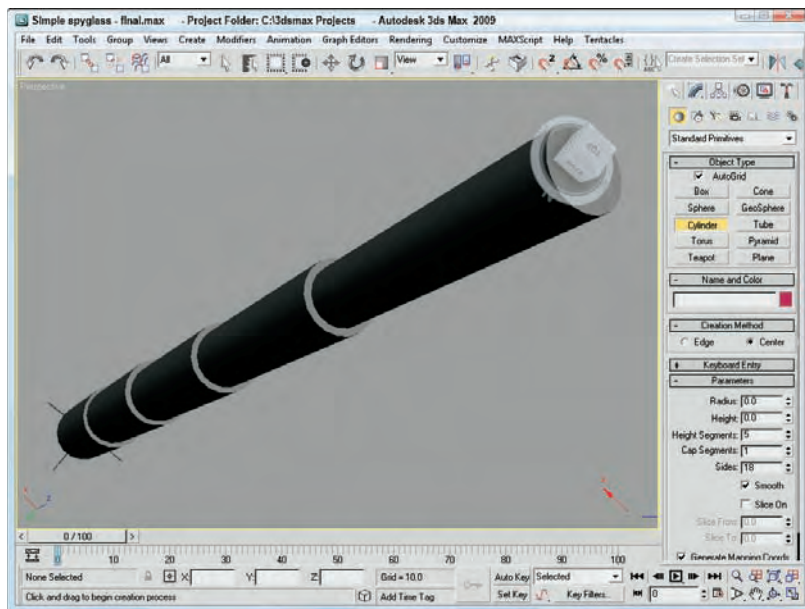 Simple spyglass - final.max - Project Folder: C:\3dsmax Projects - Autodesk 3ds Max 2009
File Edit Tools Group Views Create Modifiers Animation Graph Editors Rendering Customize MAXScript Help Tentacles
All View Create Selection Set
Perspective
Standard Primitives
- Object Type
AutoGrid
Box Cone
Sphere GeoSphere
Cylinder Tube
Torus Pyramid
Teapot Plane
- Name and Color
- Creation Method
Edge Center
+ Keyboard Entry
- Parameters
Radius: 0.0
Height: 0.0
Height Segments: 5
Cap Segments: 1
Sides: 18
Smooth
Slice On
Slice From: 0.0
Slice To: 0.0
Generate Mapping Coords.
< 0 / 100 >
0 10 20 30 40 50 60 70 80 90 100
None Selected X: Y: Z: Grid = 10.0 Auto Key Selected
Click and drag to begin creation process Add Time Tag Set Key Key Filters... 0